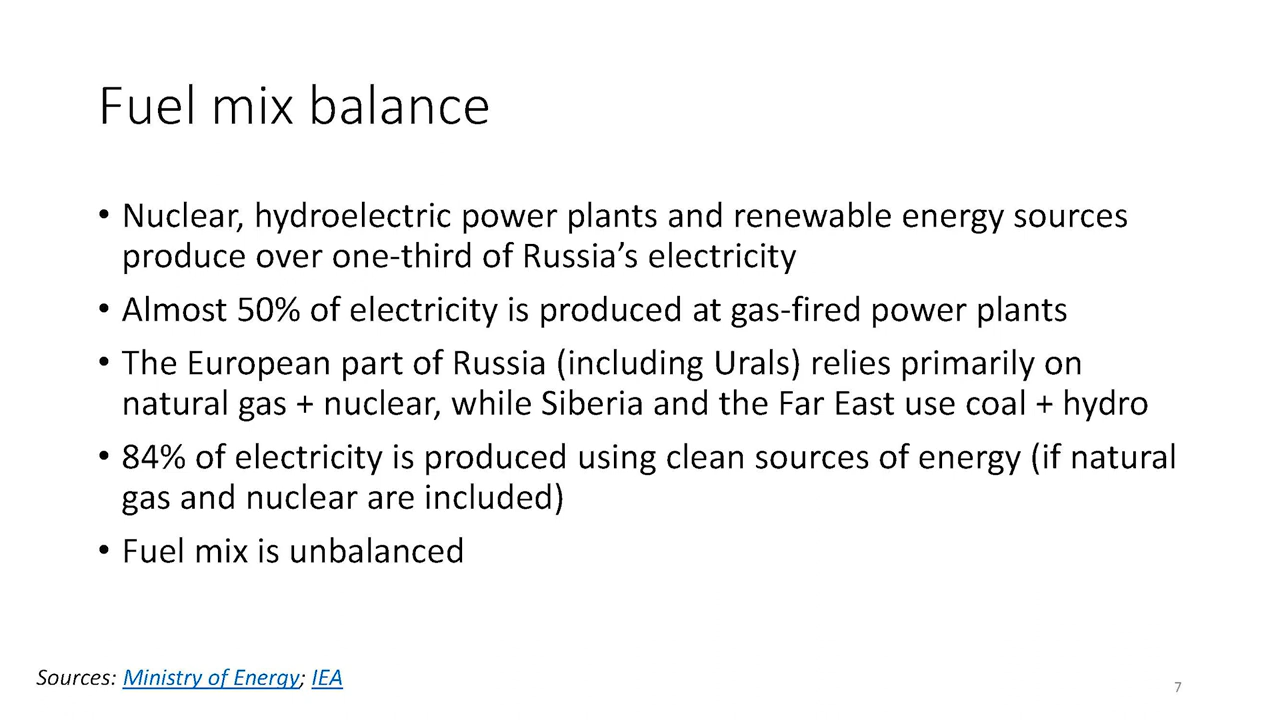 Fuel mix balance
• Nuclear, hydroelectric power plants and renewable energy sources
produce over one-third of Russia’s electricity
• Almost 50% of electricity is produced at gas-fired power plants
• The European part of Russia (including Urals) relies primarily on
natural gas + nuclear, while Siberia and the Far East use coal + hydro
• 84% of electricity is produced using clean sources of energy (if natural
gas and nuclear are included)
• Fuel mix is unbalanced
Sources: Ministry of Energy; IEA
7